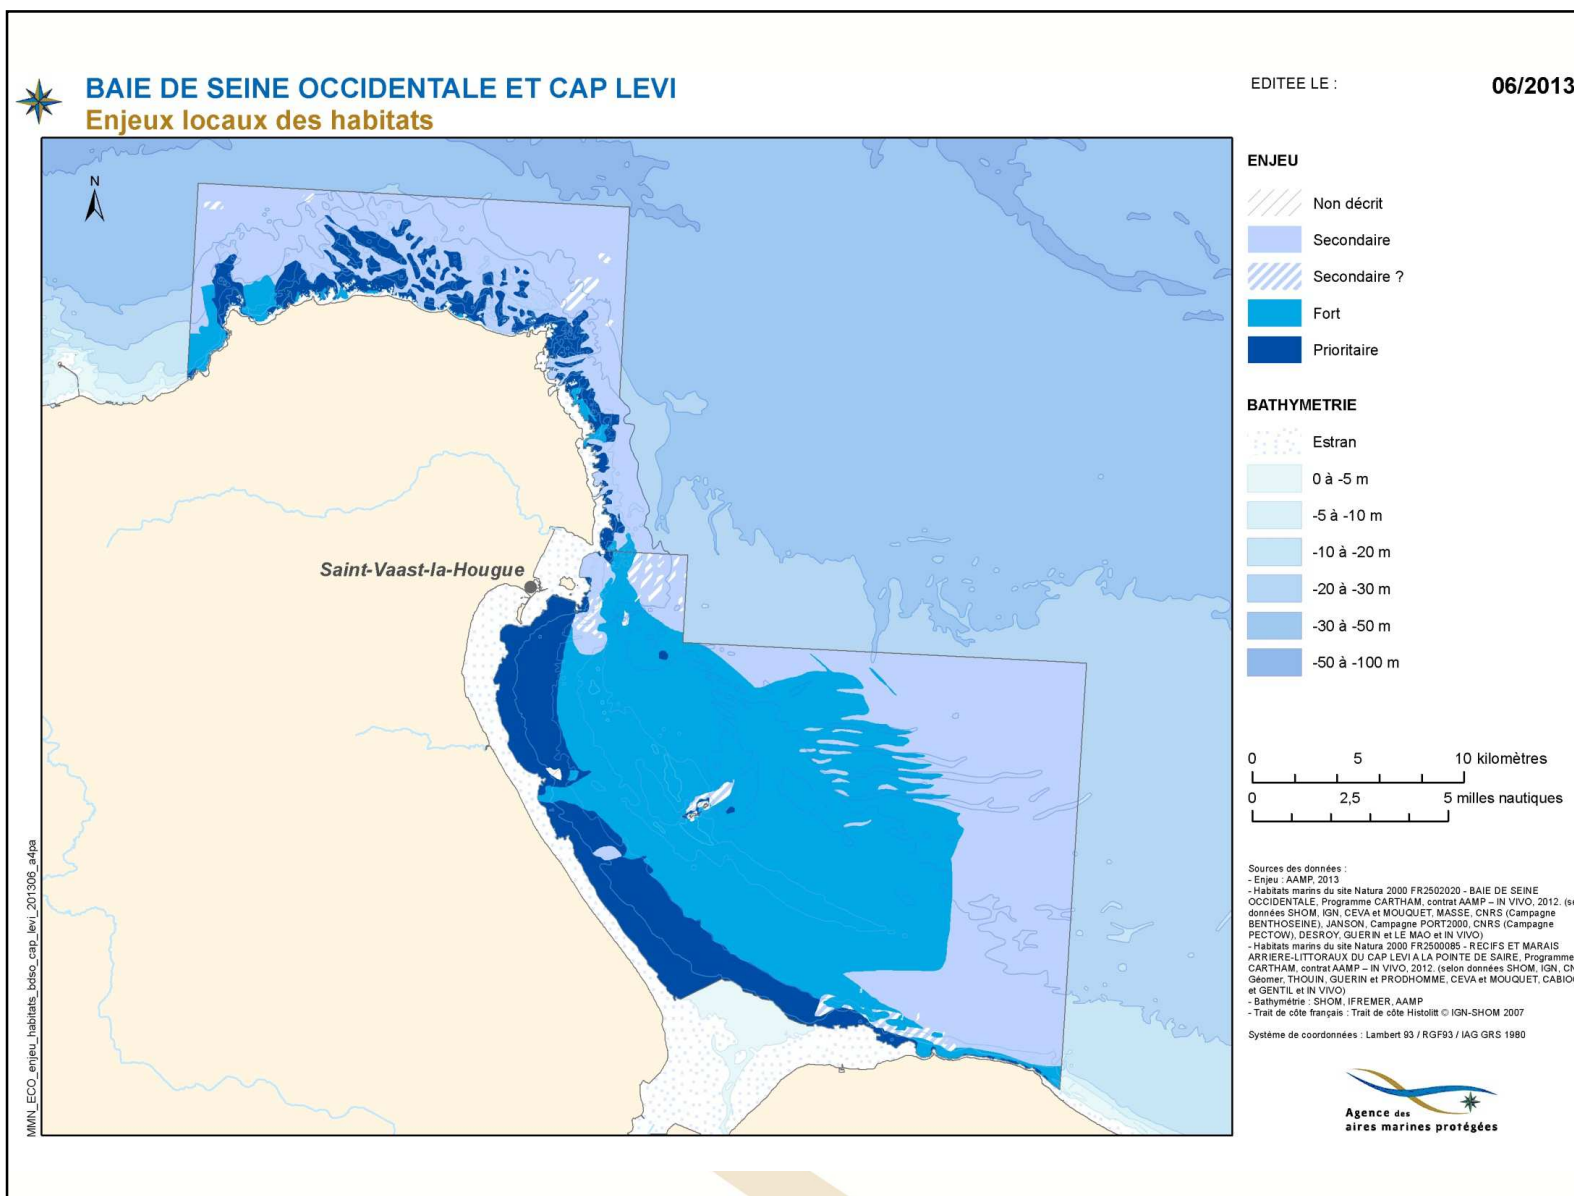 BAIE DE SEINE OCCIDENTALE ET CAP LEVI
Enjeux locaux des habitats
EDITEE LE :
06/2013
N
Saint-Vaast-la-Hougue
ENJEU
Non décrit
Secondaire
Secondaire ?
Fort
Prioritaire
BATHYMETRIE
Estran
0 à -5 m
-5 à -10 m
-10 à -20 m
-20 à -30 m
-30 à -50 m
-50 à -100 m
0 5 10 kilomètres
0 2,5 5 milles nautiques
Sources des données :
- Enjeu : AAMP, 2013
- Habitats marins du site Natura 2000 FR2502020 - BAIE DE SEINE
OCCIDENTALE, Programme CARTHAM, contrat AAMP – IN VIVO, 2012. (se
données SHOM, IGN, CEVA et MOUQUET, MASSE, CNRS (Campagne
BENTHOSEINE), JANSON, Campagne PORT2000, CNRS (Campagne
PECTOW), DESROY, GUERIN et LE MAO et IN VIVO)
- Habitats marins du site Natura 2000 FR2500085 - RECIFS ET MARAIS
ARRIERE-LITTORAUX DU CAP LEVI A LA POINTE DE SAIRE, Programme
CARTHAM, contrat AAMP – IN VIVO, 2012. (selon données SHOM, IGN,
Géomer, THOUIN, GUERIN et PRODHOMME, CEVA et MOUQUET,
et GENTIL et IN VIVO)
- Bathymétrie : SHOM, IFREMER, AAMP
- Trait de côte français : Trait de côte Histolitt © IGN-SHOM 2007
Système de coordonnées : Lambert 93 / RGF93 / IAG GRS 1980
Agence des
aires marines protégées
MMN_ECO_enjeu_habitats_bdso_cap_levi_201306_a4pa